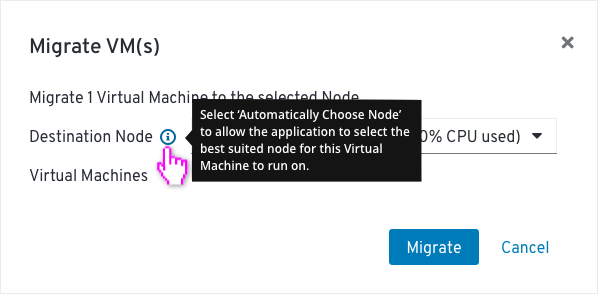 Migrate VM(s)
Migrate 1 Virtual Machine to the selected Node
Destination Node
Select ‘Automatically Choose Node’
to allow the application to select the
best suited node for this Virtual
Machine to run on.
0% CPU used)
Virtual Machines
Migrate
Cancel